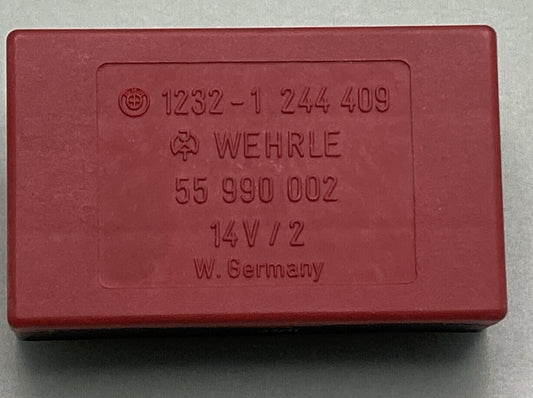 1232-1 244 409
WEHRLE
55 990 002
14V / 2
W. Germany